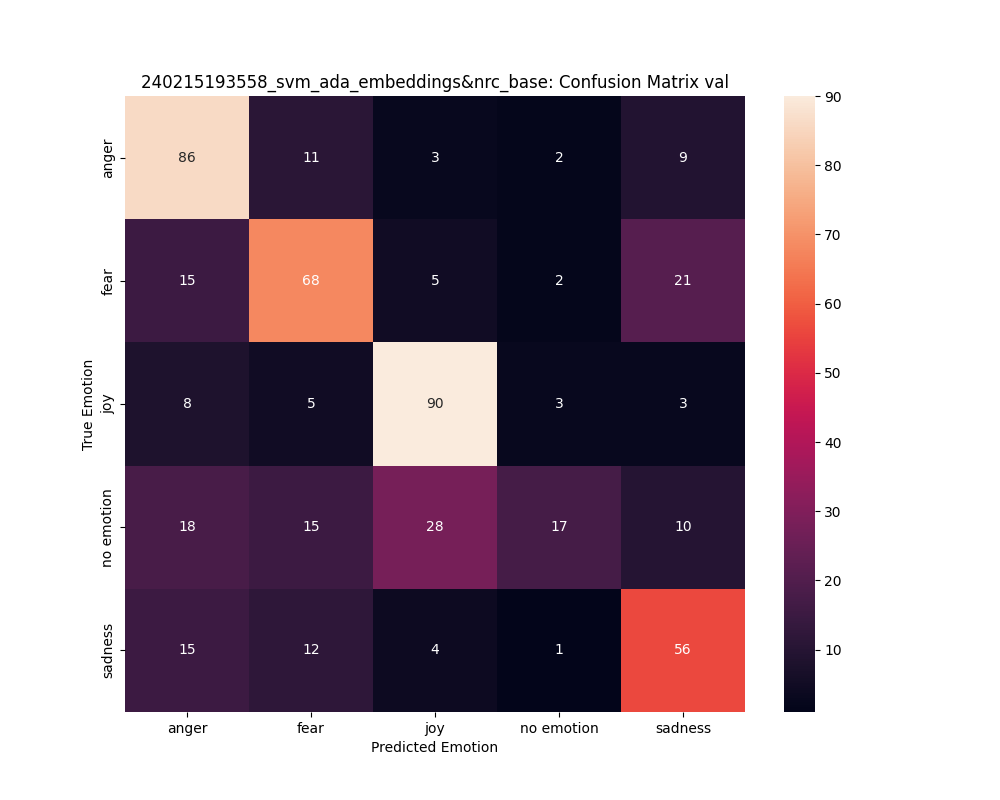 240215193558_svm_ada_embeddings&nrc_base: Confusion Matrix val
True Emotion
anger 86 11 3 2 9
fear 15 68 5 2 21
joy 8 5 90 3 3
no emotion 18 15 28 17 10
sadness 15 12 4 1 56
anger fear joy no emotion sadness
Predicted Emotion
90
80
70
60
50
40
30
20
10